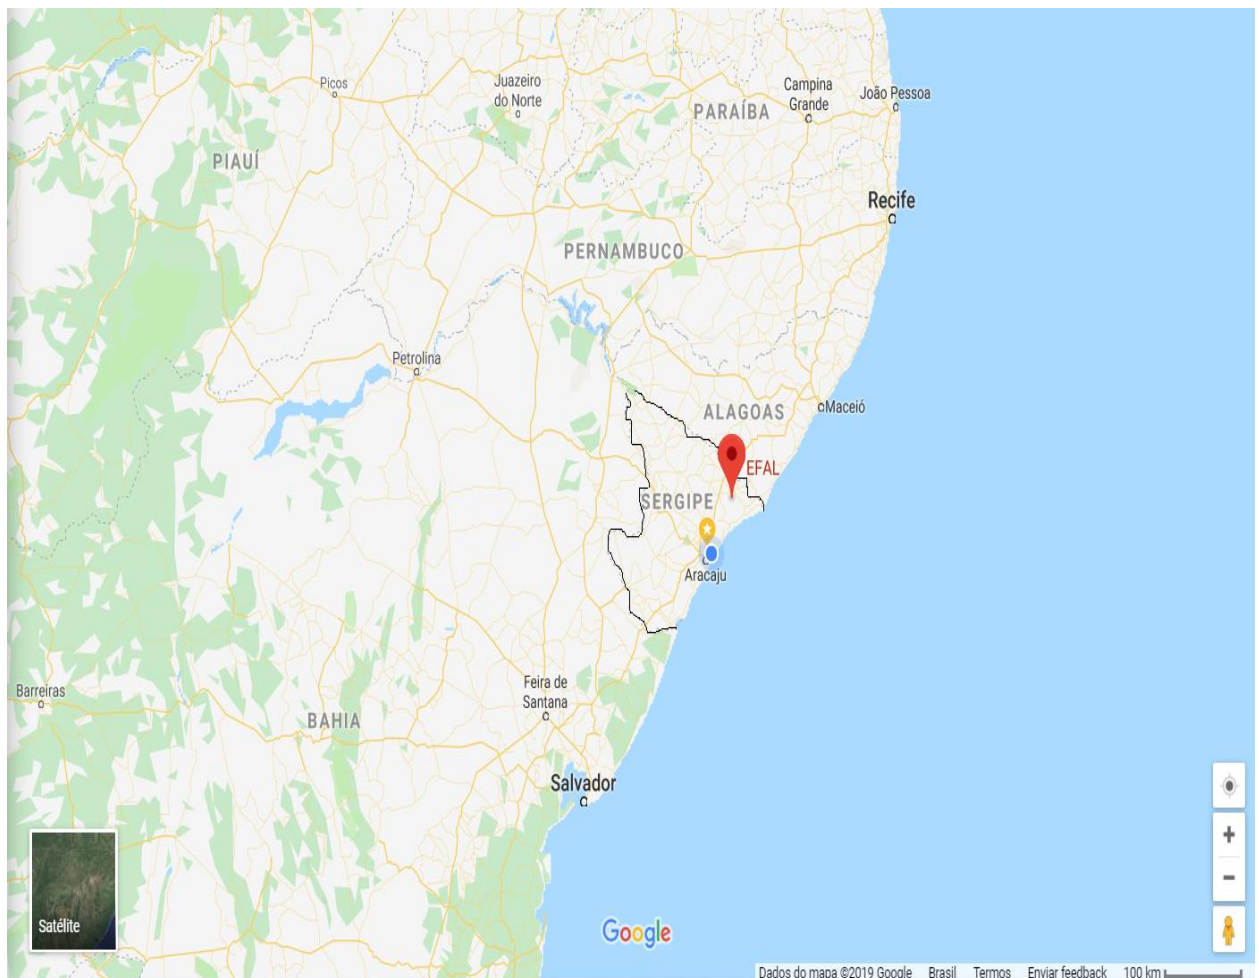 Picos
Juazeiro
do Norte
Campina
Grande
João Pessoa
PARAÍBA
PIAUÍ
Recife
PERNAMBUCO
Petrolina
ALAGOAS
Maceió
EFAL
SERGIPE
Aracaju
Feira de
Santana
Barreiras
BAHIA
Salvador
Satélite
Google
Dados do mapa ©2019 Google Brasil Termos Enviar feedback 100 km